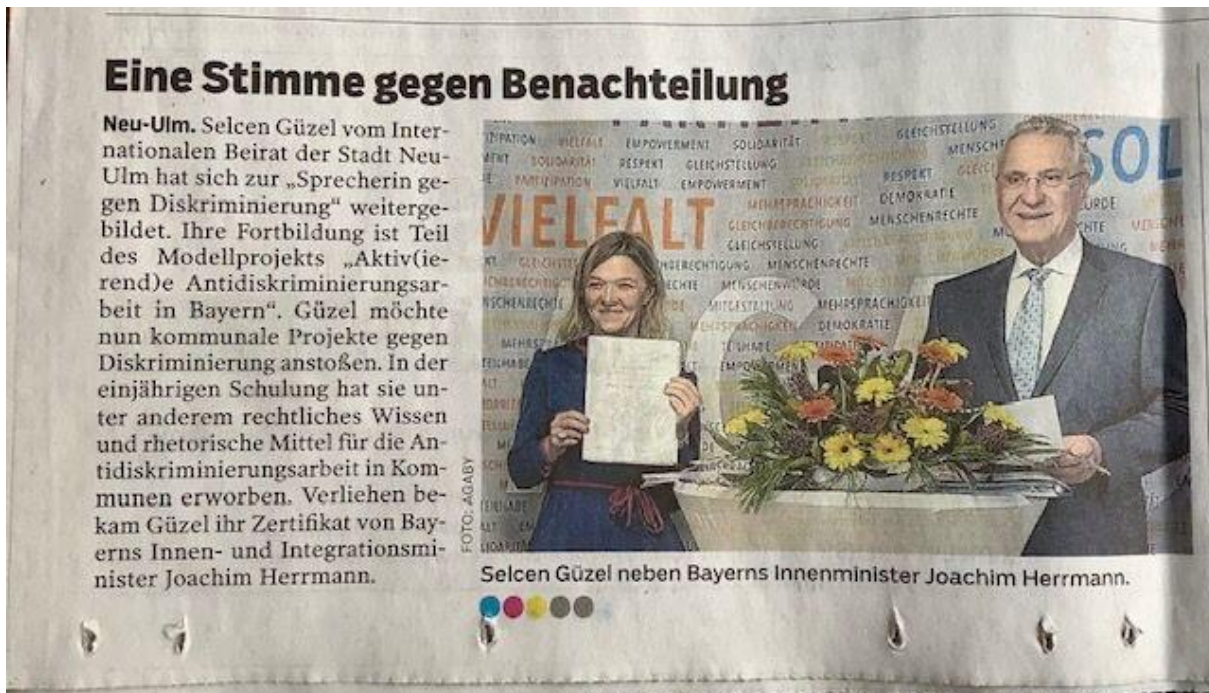 Eine Stimme gegen Benachteilung
Neu-Ulm. Selcen Güzel vom Inter-
nationalen Beirat der Stadt Neu-
Ulm hat sich zur „Sprecherin ge-
gen Diskriminierung“ weiterge-
bildet. Ihre Fortbildung ist Teil
des Modellprojekts „Aktiv(ie-
rend)e Antidiskriminierungsar-
beit in Bayern“. Güzel möchte
nun kommunale Projekte gegen
Diskriminierung anstoßen. In der
einjährigen Schulung hat sie un-
ter anderem rechtliches Wissen
und rhetorische Mittel für die An-
tidiskriminierungsarbeit in Kom-
munen erworben. Verliehen be-
kam Güzel ihr Zertifikat von Bay-
erns Innen- und Integrationsmi-
nister Joachim Herrmann.
FOTO: AGABY
VIELFALT EMPOWERMENT SOLIDARITÄT RESPEKT GLEICHSTELLUNG
SOLIDARITÄT RESPEKT GLEICHSTELLUNG
PARTIZIPATION VIELFALT EMPOWERMENT RESPEKT
MEHRSPRACHIGKEIT DEMOKRATIE
VIELFALT GLEICHBERECHTIGUNG MENSCHENRECHTE
SOL
GLEICHSTELLUNG
MENSCHENRECHTE
MENSCHENWÜRDE
MITGESTALTUNG MEHRSPRACHIGKEIT
MEHRSPRACHIGKEIT DEMOKRATIE
TEILHABE
Selcen Güzel neben Bayerns Innenminister Joachim Herrmann.